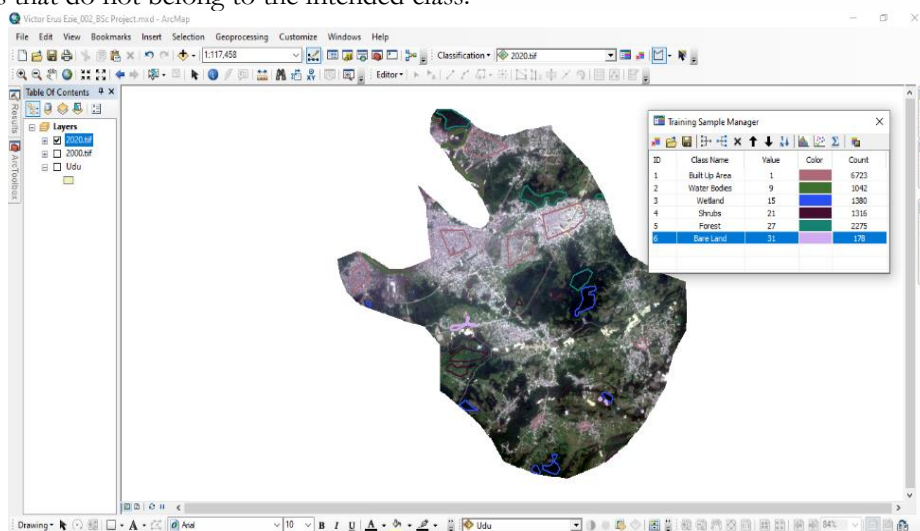 s that do not belong to the intended class.
Victor Erus Ezie_002_BSc Project.mxd - ArcMap
File Edit View Bookmarks Insert Selection Geoprocessing Customize Windows Help
1:117,458
Classification
2020.tif
Editor
Table Of Contents
Layers
2020.tif
2000.tif
Udu
Results
ArcToolbox
Training Sample Manager
ID Class Name Value Color Count
1 Built Up Area 1 6723
2 Water Bodies 9 1042
3 Wetland 15 1380
4 Shrubs 21 1316
5 Forest 27 2275
6 Bare Land 31 178
Drawing
Arial
10
B I U A
Udu
84%